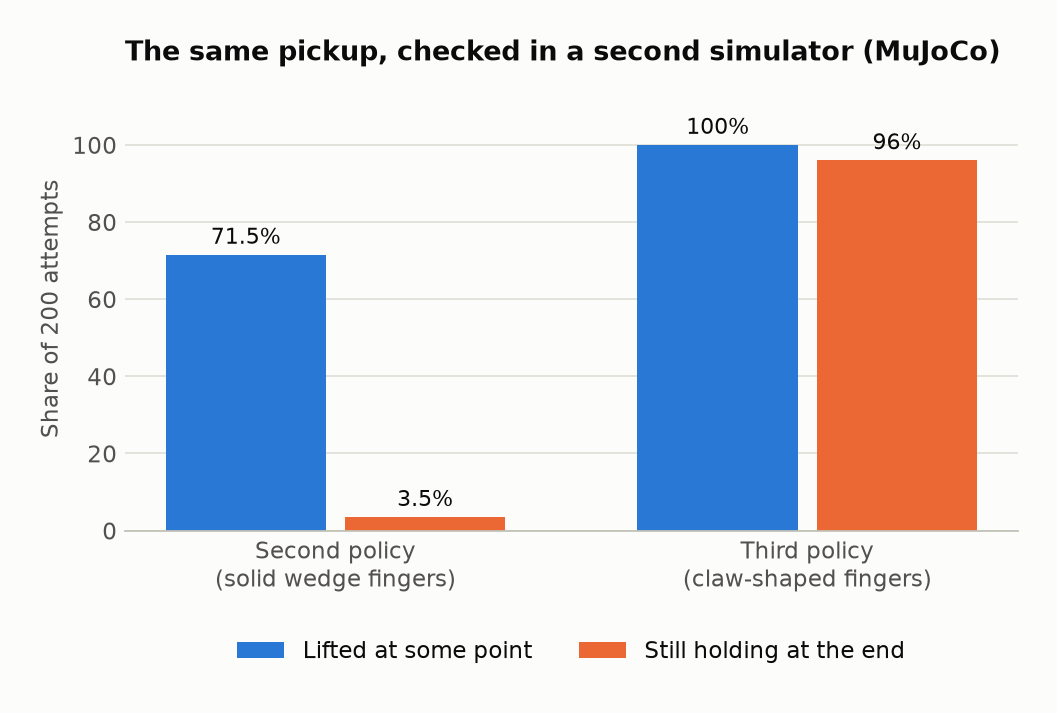 The same pickup, checked in a second simulator (MuJoCo)
Share of 200 attempts
100
80
60
40
20
0
71.5%
3.5%
100%
96%
Second policy
(solid wedge fingers)
Third policy
(claw-shaped fingers)
Lifted at some point
Still holding at the end